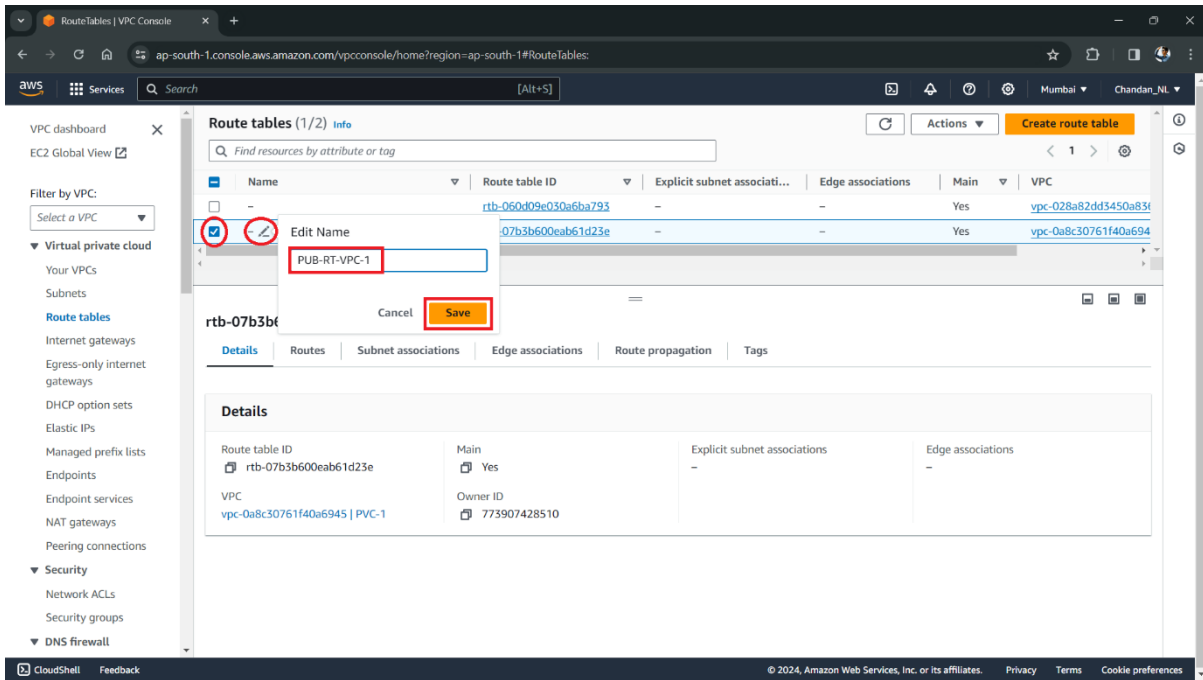 RouteTables | VPC Console
ap-south-1.console.aws.amazon.com/vpcconsole/home?region=ap-south-1#RouteTables:
aws Services Search [Alt+S] Mumbai Chandan_NL
VPC dashboard
EC2 Global View
Filter by VPC:
Select a VPC
Virtual private cloud
Your VPCs
Subnets
Route tables
Internet gateways
Egress-only internet
gateways
DHCP option sets
Elastic IPs
Managed prefix lists
Endpoints
Endpoint services
NAT gateways
Peering connections
Security
Network ACLs
Security groups
DNS firewall
Route tables (1/2) Info Actions Create route table
Find resources by attribute or tag 1
Name Route table ID Explicit subnet associati... Edge associations Main VPC
– rtb-060d09e030a6ba793 – – Yes vpc-028a82dd3450a836
– -07b3b600eab61d23e – – Yes vpc-0a8c30761f40a694
Edit Name
PUB-RT-VPC-1
Cancel Save
rtb-07b3b6
Details Routes Subnet associations Edge associations Route propagation Tags
Details
Route table ID Main Explicit subnet associations Edge associations
rtb-07b3b600eab61d23e Yes – –
VPC Owner ID
vpc-0a8c30761f40a6945 | PVC-1 773907428510
CloudShell Feedback © 2024, Amazon Web Services, Inc. or its affiliates. Privacy Terms Cookie preferences